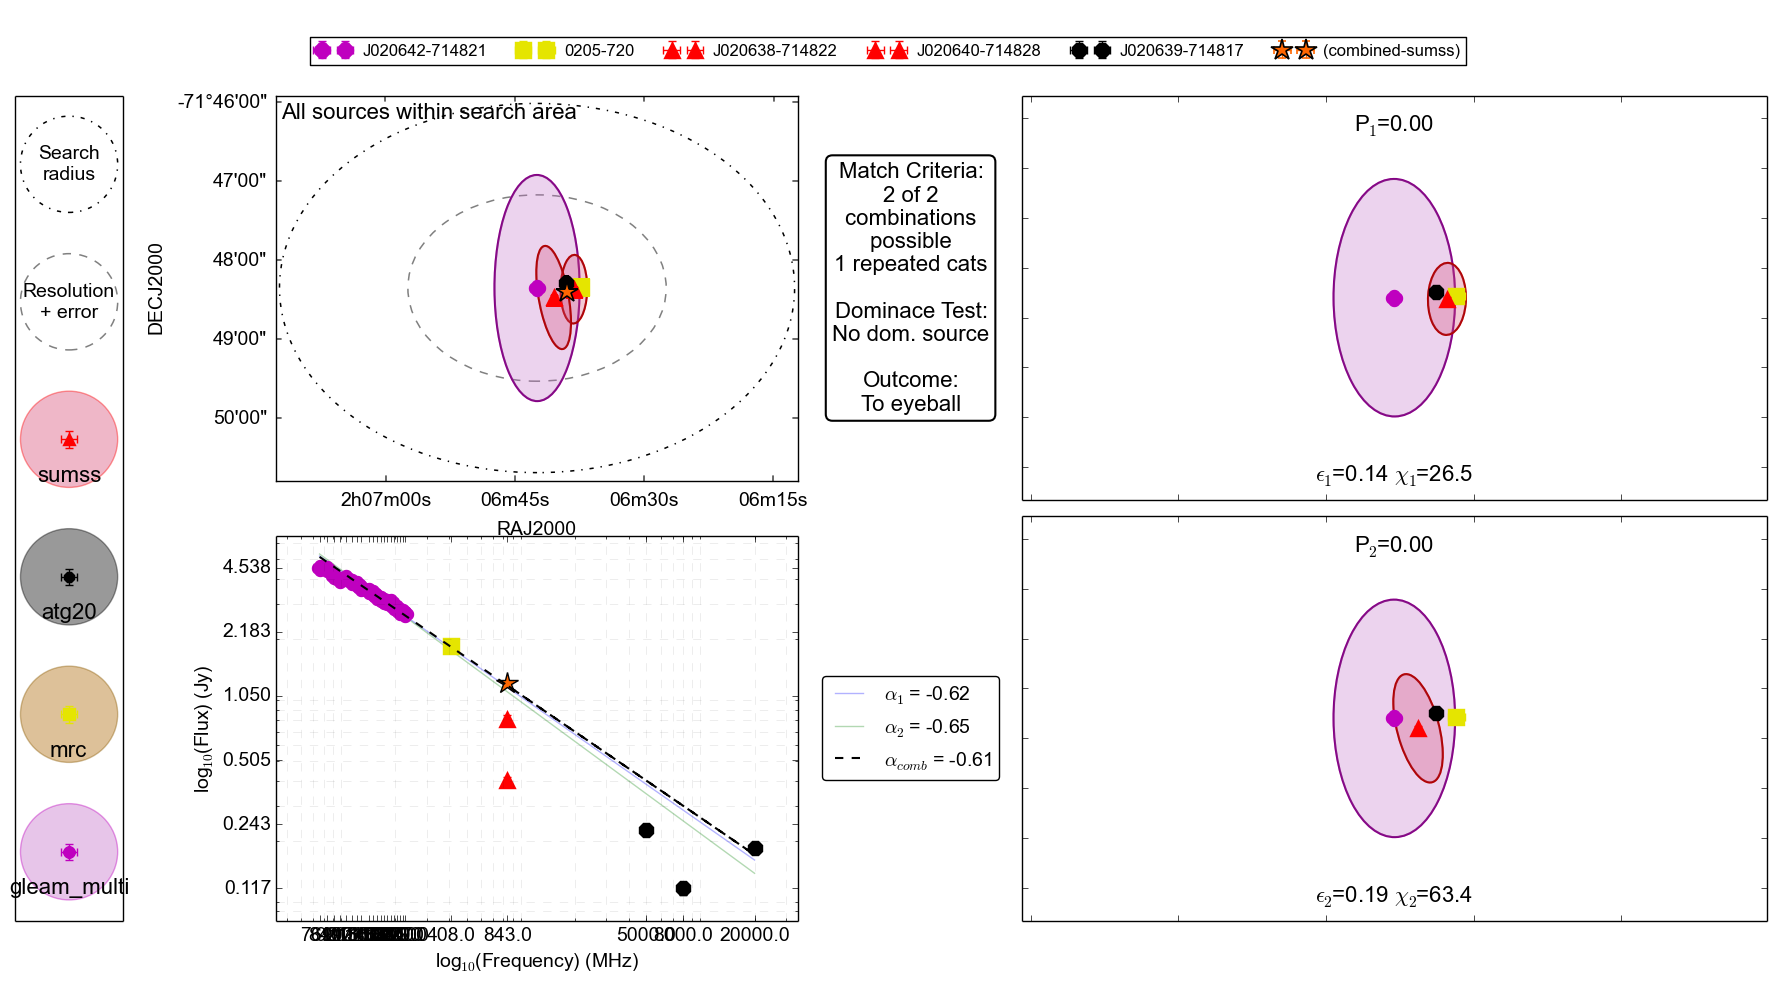 J020642-714821
0205-720
J020638-714822
J020640-714828
J020639-714817
(combined-sumss)
Search
radius
Resolution
+ error
sumss
atg20
mrc
gleam_multi
All sources within search area
DECJ2000
-71°46'00"
47'00"
48'00"
49'00"
50'00"
2h07m00s
06m45s
06m30s
06m15s
RAJ2000
Match Criteria:
2 of 2
combinations
possible
1 repeated cats
Dominace Test:
No dom. source
Outcome:
To eyeball
P1=0.00
ϵ1=0.14 χ1=26.5
log10(Flux) (Jy)
4.538
2.183
1.050
0.505
0.243
0.117
408.0
843.0
5000.0
8000.0
20000.0
log10(Frequency) (MHz)
α1 = -0.62
α2 = -0.65
αcomb = -0.61
P2=0.00
ϵ2=0.19 χ2=63.4